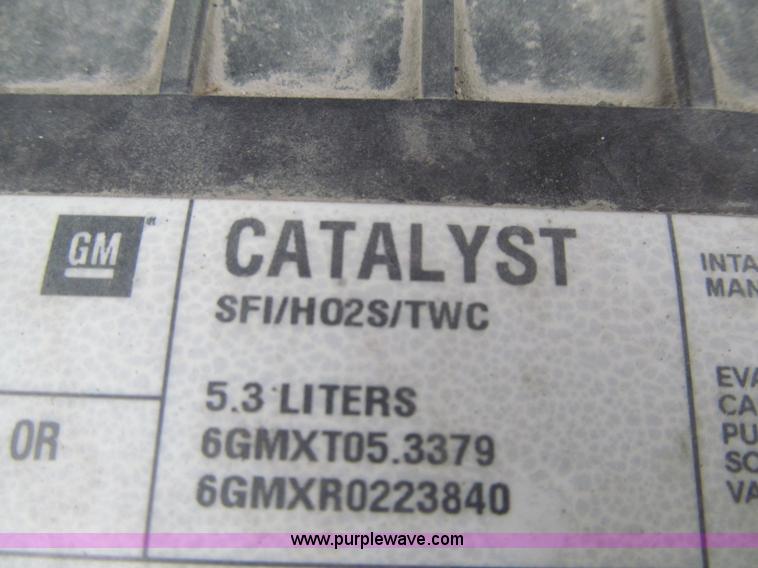 GM
CATALYST
SFI/HO2S/TWC
5.3 LITERS
6GMXT05.3379
6GMXR0223840
OR
INTA
MAN
EVA
CA
PU
SO
VA
www.purplewave.com